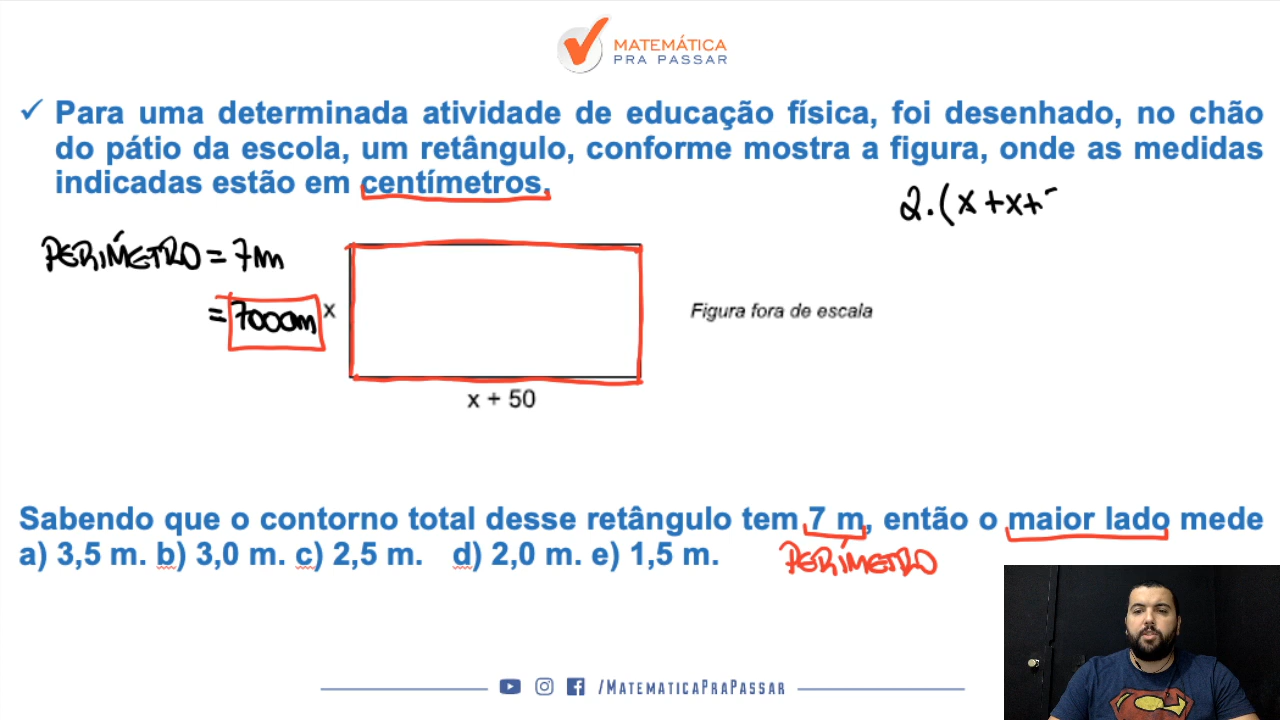 MATEMÁTICA
PRA PASSAR
✓ Para uma determinada atividade de educação física, foi desenhado, no chão
do pátio da escola, um retângulo, conforme mostra a figura, onde as medidas
indicadas estão em centímetros.
2.(x+x+
PERÍMETRO = 7m
= 7000m
x
Figura fora de escala
x + 50
Sabendo que o contorno total desse retângulo tem 7 m, então o maior lado mede
a) 3,5 m. b) 3,0 m. c) 2,5 m. d) 2,0 m. e) 1,5 m.
PERÍMETRO
/MATEMATICAPRAPASSAR